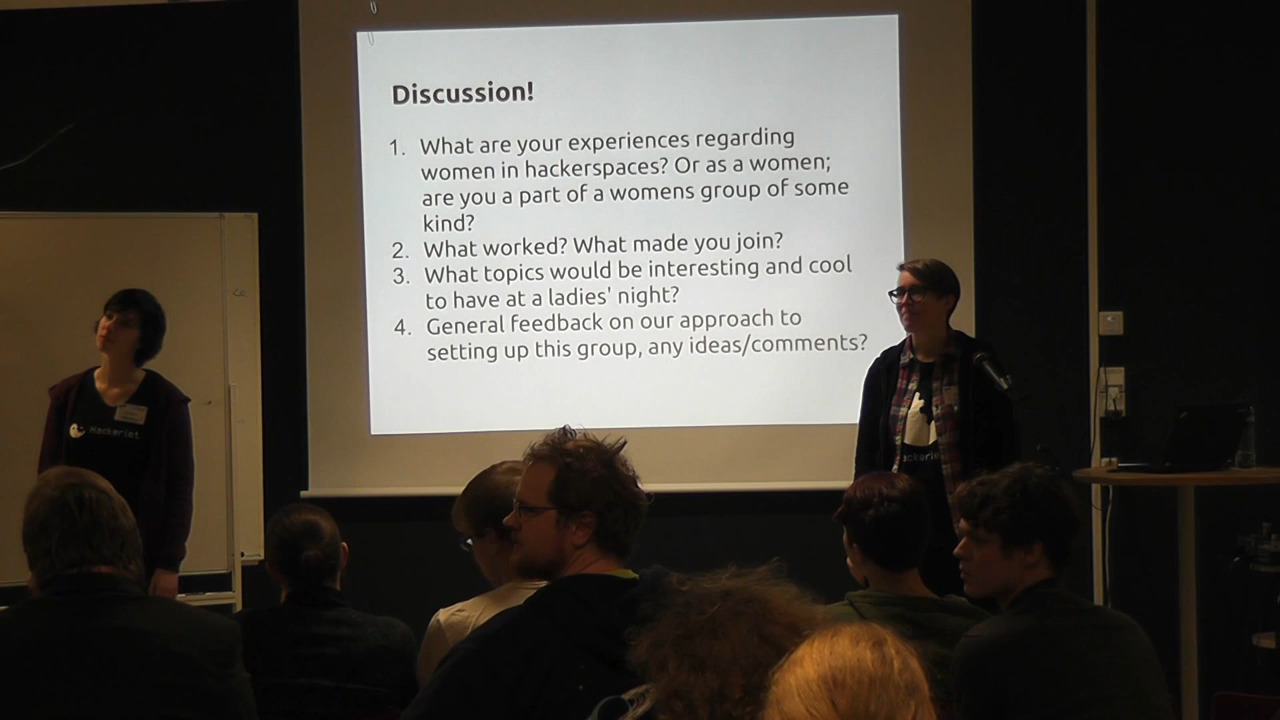 Discussion!
1. What are your experiences regarding
women in hackerspaces? Or as a women;
are you a part of a womens group of some
kind?
2. What worked? What made you join?
3. What topics would be interesting and cool
to have at a ladies' night?
4. General feedback on our approach to
setting up this group, any ideas/comments?
Hackeriet